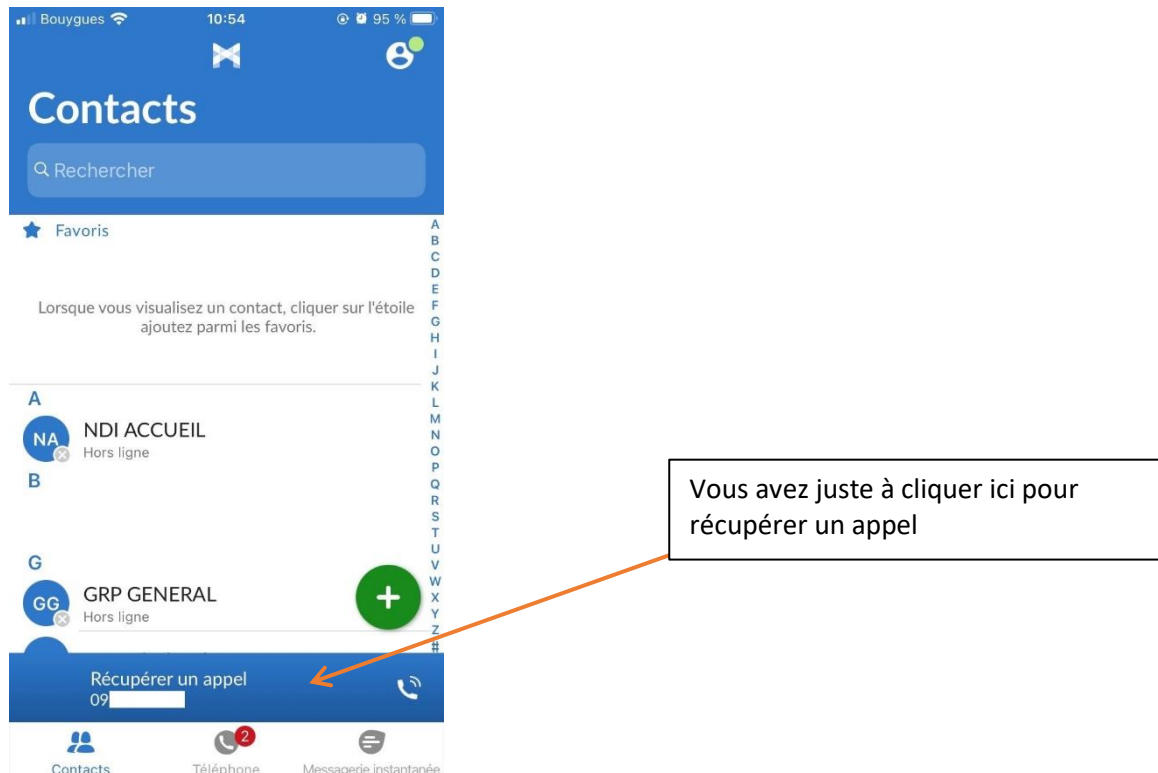 Bouygues 10:54 95 %
Contacts
Rechercher
Favoris
Lorsque vous visualisez un contact, cliquer sur l'étoile
ajoutez parmi les favoris.
A
NA NDI ACCUEIL
Hors ligne
B
G
GG GRP GENERAL
Hors ligne
+
A
B
C
D
E
F
G
H
I
J
K
L
M
N
O
P
Q
R
S
T
U
V
W
X
Y
Z
#
Récupérer un appel
09
2
Contacts Téléphone Messagerie instantanée
Vous avez juste à cliquer ici pour
récupérer un appel